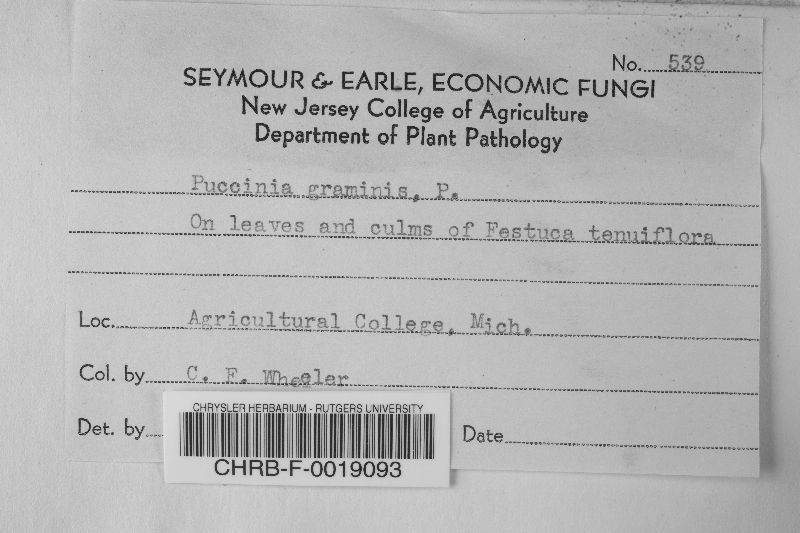 No. 539
SEYMOUR & EARLE, ECONOMIC FUNGI
New Jersey College of Agriculture
Department of Plant Pathology
Puccinia graminis, P.
On leaves and culms of Festuca tenuiflora
Loc. Agricultural College, Mich.
Col. by C. F. Wheeler
Det. by
Date
CHRYSLER HERBARIUM - RUTGERS UNIVERSITY
CHRB-F-0019093